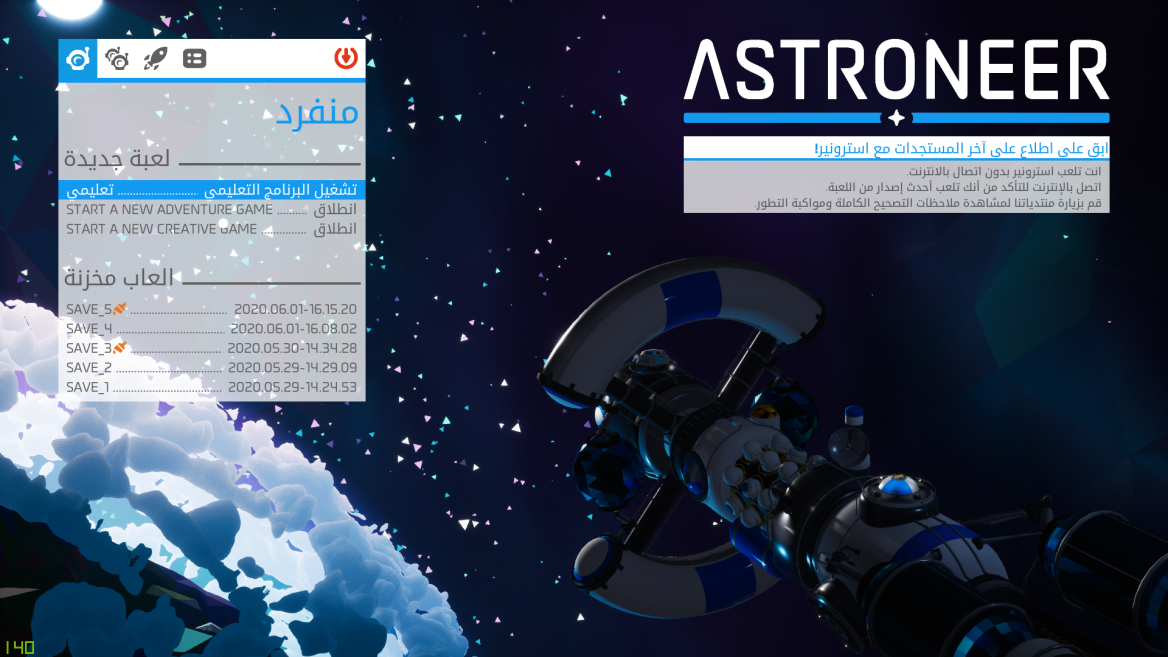 منفرد
لعبة جديدة
تشغيل البرنامج التعليمي ........................ تعليمي
START A NEW ADVENTURE GAME ......... انطلاق
START A NEW CREATIVE GAME ............. انطلاق
العاب مخزنة
SAVE_5 ........................... 2020.06.01-16.15.20
SAVE_4 ............................... 2020.06.01-16.08.02
SAVE_3 ......................... 2020.05.30-14.34.28
SAVE_2 ............................... 2020.05.29-14.29.09
SAVE_1 ............................... 2020.05.29-14.24.53
ASTRONEER
ابق على اطلاع على آخر المستجدات مع استرونير!
انت تلعب استرونير بدون اتصال بالانترنت.
اتصل بالإنترنت للتأكد من أنك تلعب أحدث إصدار من اللعبة.
قم بزيارة منتدياتنا لمشاهدة ملاحظات التصحيح الكاملة ومواكبة التطور.
140